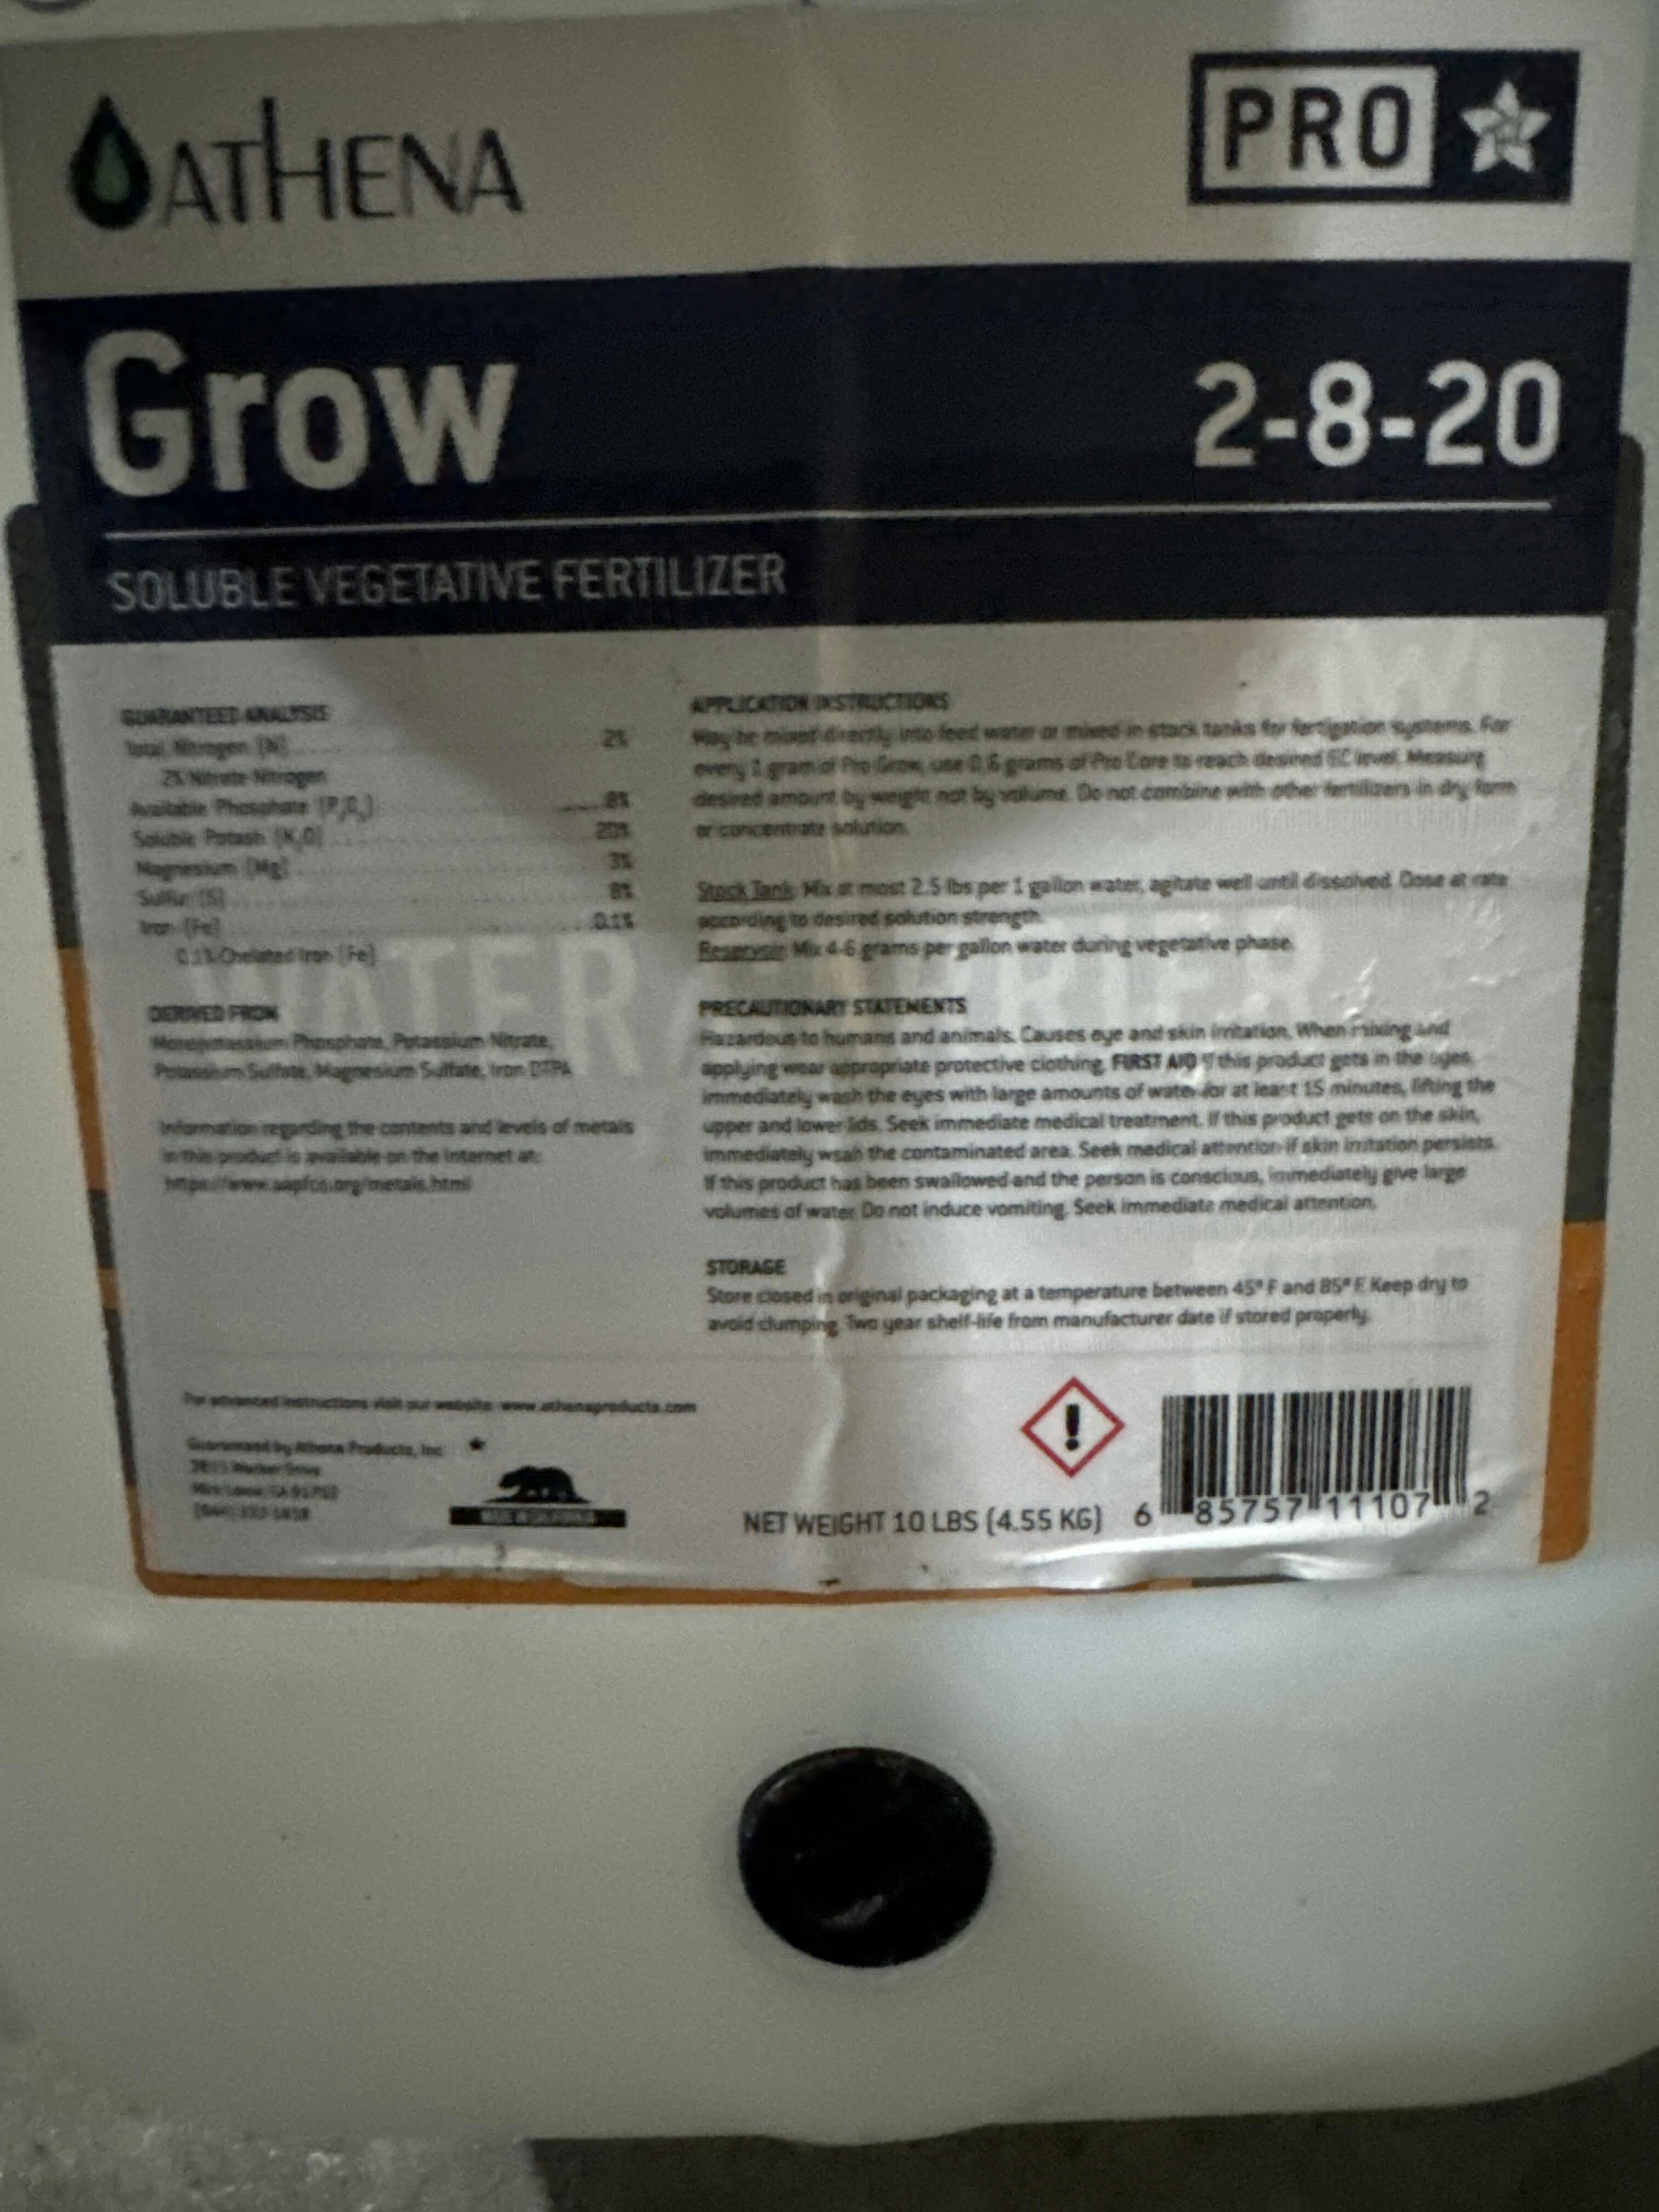 ATHENA
PRO
Grow 2-8-20
SOLUBLE VEGETATIVE FERTILIZER
GUARANTEED ANALYSIS
Total Nitrogen (N) 2%
2% Nitrate Nitrogen
Available Phosphate (P₂O₅) 8%
Soluble Potash (K₂O) 20%
Magnesium (Mg) 3%
Sulfur (S) 8%
Iron (Fe) 0.1%
0.1% Chelated Iron (Fe)
DERIVED FROM
Monopotassium Phosphate, Potassium Nitrate,
Potassium Sulfate, Magnesium Sulfate, Iron DTPA
Information regarding the contents and levels of metals
in this product is available on the internet at:
https://www.aapfco.org/metals.html
APPLICATION INSTRUCTIONS
May be mixed directly into feed water or mixed in stock tanks for fertigation systems. For
every 1 gram of Pro Grow, use 0.6 grams of Pro Core to reach desired EC level. Measure
desired amount by weight not by volume. Do not combine with other fertilizers in dry form
or concentrate solution.
Stock Tank: Mix at most 2.5 lbs per 1 gallon water, agitate well until dissolved. Dose at rate
according to desired solution strength.
Reservoir: Mix 4-6 grams per gallon water during vegetative phase.
PRECAUTIONARY STATEMENTS
Hazardous to humans and animals. Causes eye and skin irritation. When mixing and
applying wear appropriate protective clothing. FIRST AID If this product gets in the eyes,
immediately wash the eyes with large amounts of water for at least 15 minutes, lifting the
upper and lower lids. Seek immediate medical treatment. If this product gets on the skin,
immediately wsah the contaminated area. Seek medical attention if skin irritation persists.
If this product has been swallowed and the person is conscious, immediately give large
volumes of water. Do not induce vomiting. Seek immediate medical attention.
STORAGE
Store closed in original packaging at a temperature between 45° F and 85° F. Keep dry to
avoid clumping. Two year shelf-life from manufacturer date if stored properly.
For advanced instructions visit our website: www.athenaproducts.com
Guaranteed by Athena Products, Inc
MADE IN CALIFORNIA
NET WEIGHT 10 LBS (4.55 KG)
6 85757 11107 2
WATER